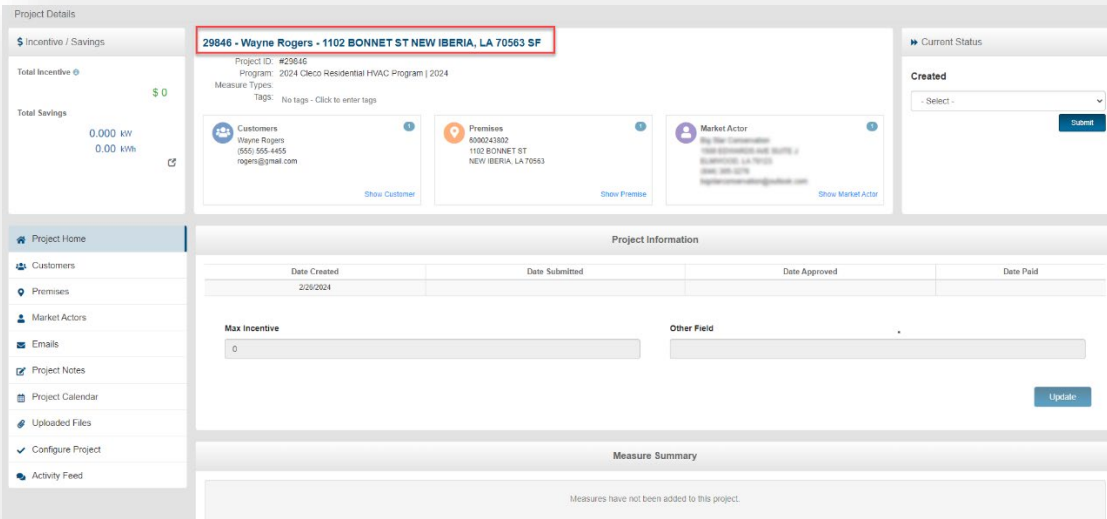 Project Details
$ Incentive / Savings
Total Incentive
$ 0
Total Savings
0.000 kW
0.00 kWh
29846 - Wayne Rogers - 1102 BONNET ST NEW IBERIA, LA 70563 SF
Project ID: #29846
Program: 2024 Cleco Residential HVAC Program | 2024
Measure Types:
Tags: No tags - Click to enter tags
Customers 1
Wayne Rogers
(555) 555-4455
rogers@gmail.com
Show Customer
Premises 1
6000243802
1102 BONNET ST
NEW IBERIA, LA 70563
Show Premise
Market Actor 1
Show Market Actor
Current Status
Created
- Select -
Submit
Project Home
Customers
Premises
Market Actors
Emails
Project Notes
Project Calendar
Uploaded Files
Configure Project
Activity Feed
Project Information
Date Created Date Submitted Date Approved Date Paid
2/26/2024
Max Incentive Other Field
0
Update
Measure Summary
Measures have not been added to this project.